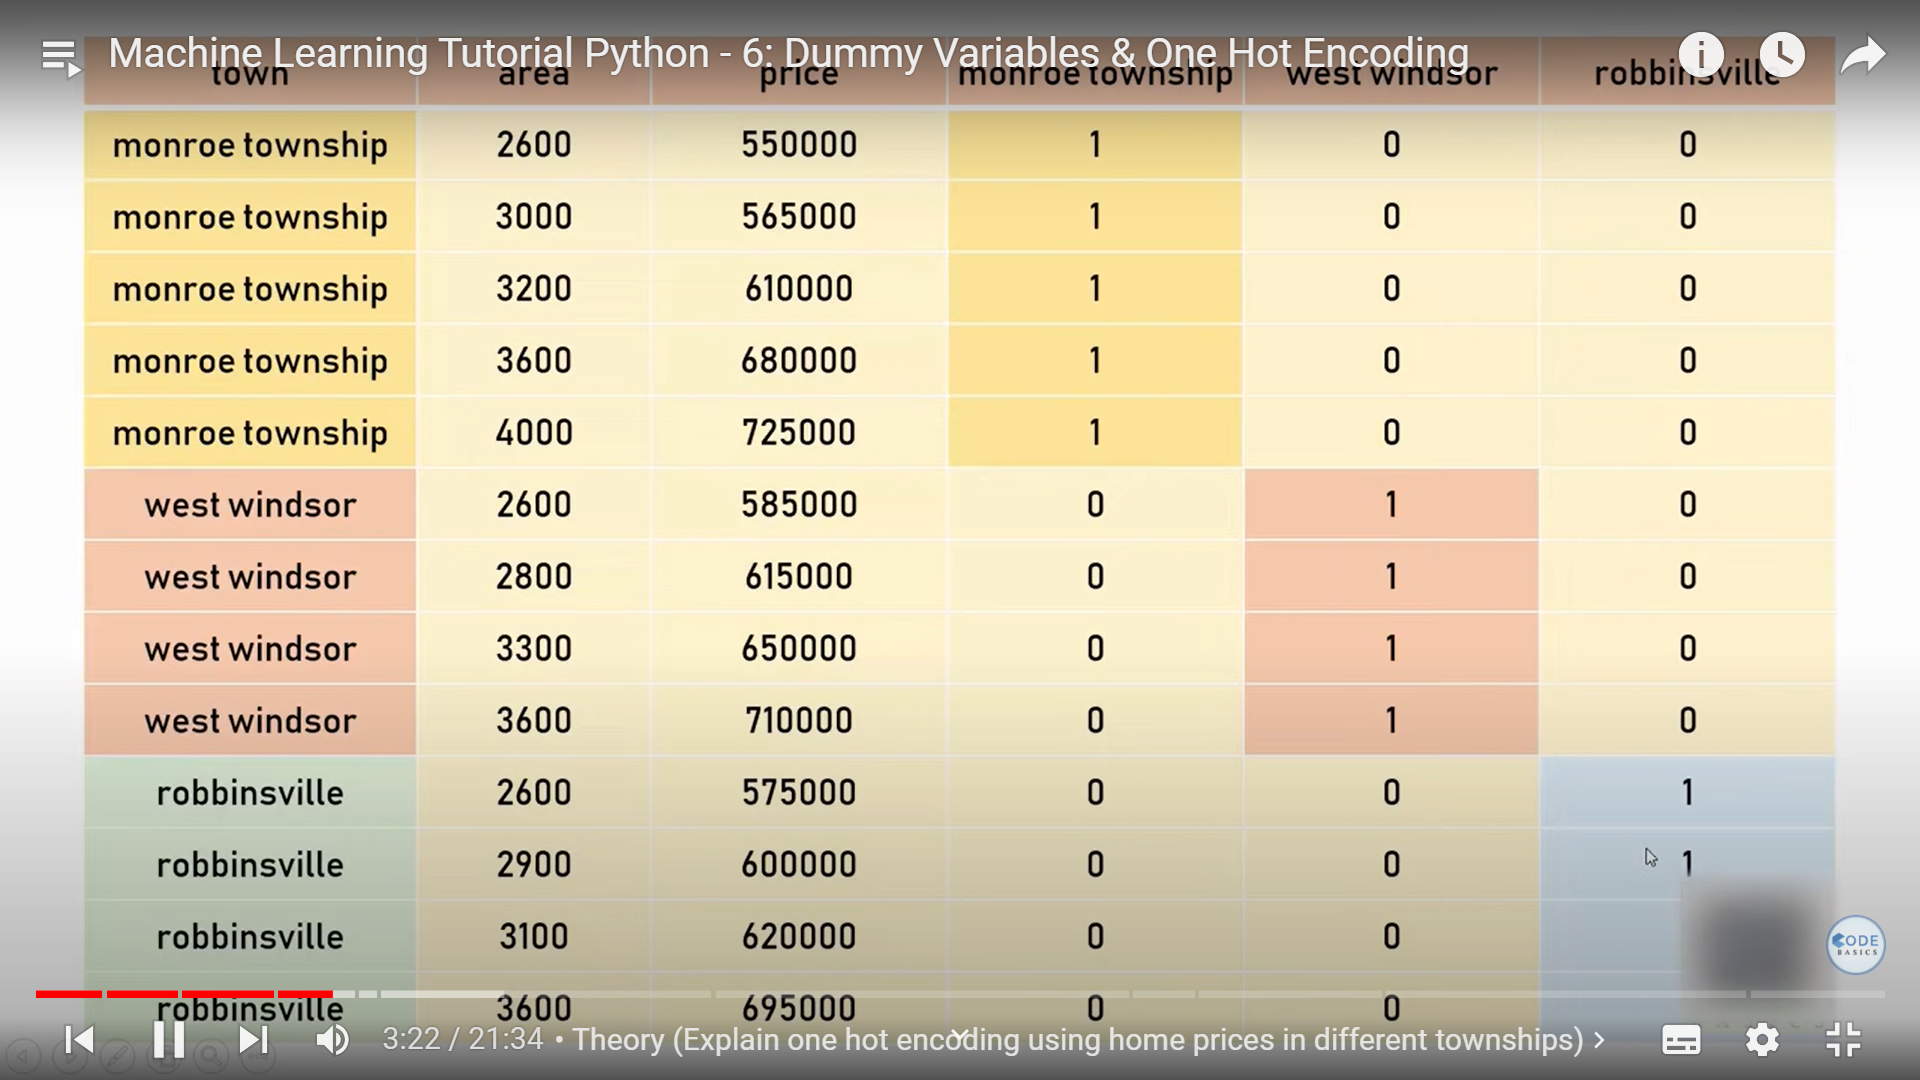 Machine Learning Tutorial Python - 6: Dummy Variables & One Hot Encoding
town area price monroe township west windsor robbinsville
monroe township 2600 550000 1 0 0
monroe township 3000 565000 1 0 0
monroe township 3200 610000 1 0 0
monroe township 3600 680000 1 0 0
monroe township 4000 725000 1 0 0
west windsor 2600 585000 0 1 0
west windsor 2800 615000 0 1 0
west windsor 3300 650000 0 1 0
west windsor 3600 710000 0 1 0
robbinsville 2600 575000 0 0 1
robbinsville 2900 600000 0 0 1
robbinsville 3100 620000 0 0
CODE
BASICS
robbinsville 3600 695000 0 0
3:22 / 21:34 • Theory (Explain one hot encoding using home prices in different townships)